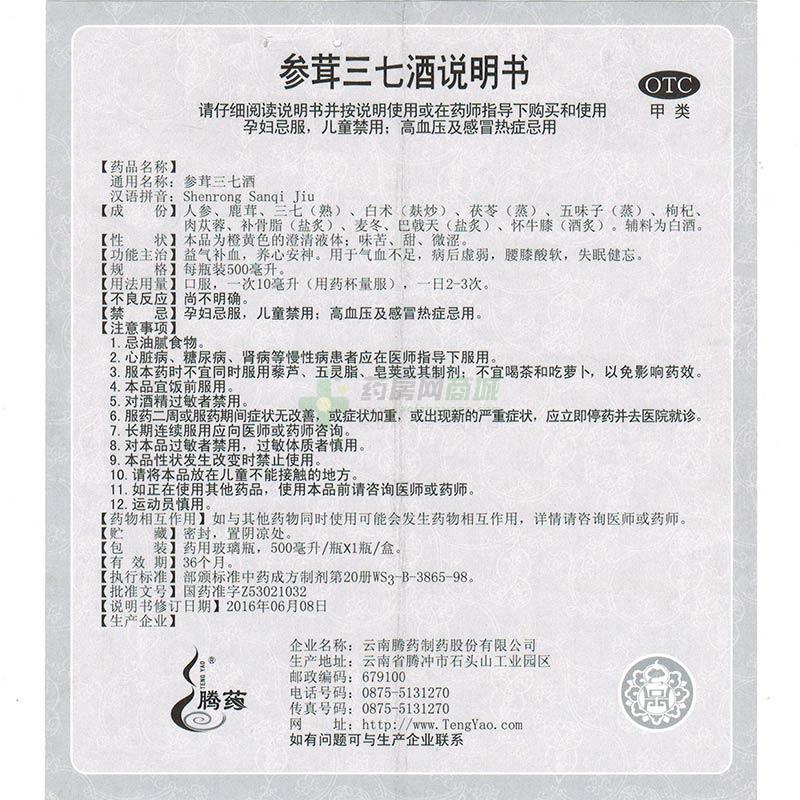 参茸三七酒说明书
OTC
甲类
请仔细阅读说明书并按说明使用或在药师指导下购买和使用
孕妇忌服，儿童禁用；高血压及感冒热症忌用
【药品名称】
通用名称：参茸三七酒
汉语拼音：Shenrong Sanqi Jiu
【成　份】人参、鹿茸、三七（熟）、白术（麸炒）、茯苓（蒸）、五味子（蒸）、枸杞、
肉苁蓉、补骨脂（盐炙）、麦冬、巴戟天（盐炙）、怀牛膝（酒炙）。辅料为白酒。
【性　状】本品为橙黄色的澄清液体；味苦、甜、微涩。
【功能主治】益气补血，养心安神。用于气血不足，病后虚弱，腰膝酸软，失眠健忘。
【规　格】每瓶装500毫升。
【用法用量】口服，一次10毫升（用药杯量服），一日2-3次。
【不良反应】尚不明确。
【禁　忌】孕妇忌服，儿童禁用；高血压及感冒热症忌用。
【注意事项】
1. 忌油腻食物。
2. 心脏病、糖尿病、肾病等慢性病患者应在医师指导下服用。
3. 服本药时不宜同时服用藜芦、五灵脂、皂荚或其制剂；不宜喝茶和吃萝卜，以免影响药效。
4. 本品宜饭前服用。
5. 对酒精过敏者禁用。
6. 服药二周或服药期间症状无改善，或症状加重，或出现新的严重症状，应立即停药并去医院就诊。
7. 长期连续服用应向医师或药师咨询。
8. 对本品过敏者禁用，过敏体质者慎用。
9. 本品性状发生改变时禁止使用。
10. 请将本品放在儿童不能接触的地方。
11. 如正在使用其他药品，使用本品前请咨询医师或药师。
12. 运动员慎用。
【药物相互作用】如与其他药物同时使用可能会发生药物相互作用，详情请咨询医师或药师。
【贮　藏】密封，置阴凉处。
【包　装】药用玻璃瓶，500毫升/瓶X1瓶/盒。
【有效期】36个月。
【执行标准】部颁标准中药成方制剂第20册WS3-B-3865-98。
【批准文号】国药准字Z53021032
【说明书修订日期】2016年06月08日
【生产企业】
企业名称：云南腾药制药股份有限公司
生产地址：云南省腾冲市石头山工业园区
邮政编码：679100
电话号码：0875-5131270
传真号码：0875-5131270
网　址：http://www.TengYao.com
如有问题可与生产企业联系
TENG YAO
®
腾药
药房网商城